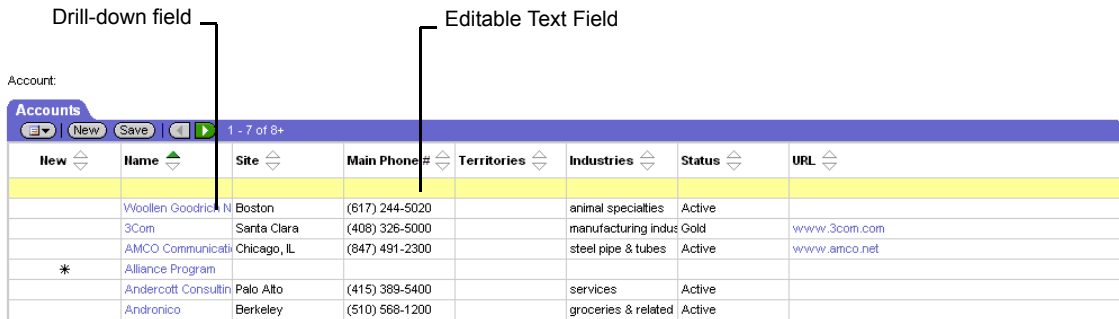 Drill-down field
Editable Text Field
Account:
Accounts
New Save 1 - 7 of 8+
New Name Site Main Phone # Territories Industries Status URL
Woollen Goodrich N Boston (617) 244-5020 animal specialties Active
3Com Santa Clara (408) 326-5000 manufacturing indus Gold www.3com.com
AMCO Communicati Chicago, IL (847) 491-2300 steel pipe & tubes Active www.amco.net
* Alliance Program
Andercott Consultin Palo Alto (415) 389-5400 services Active
Andronico Berkeley (510) 568-1200 groceries & related Active